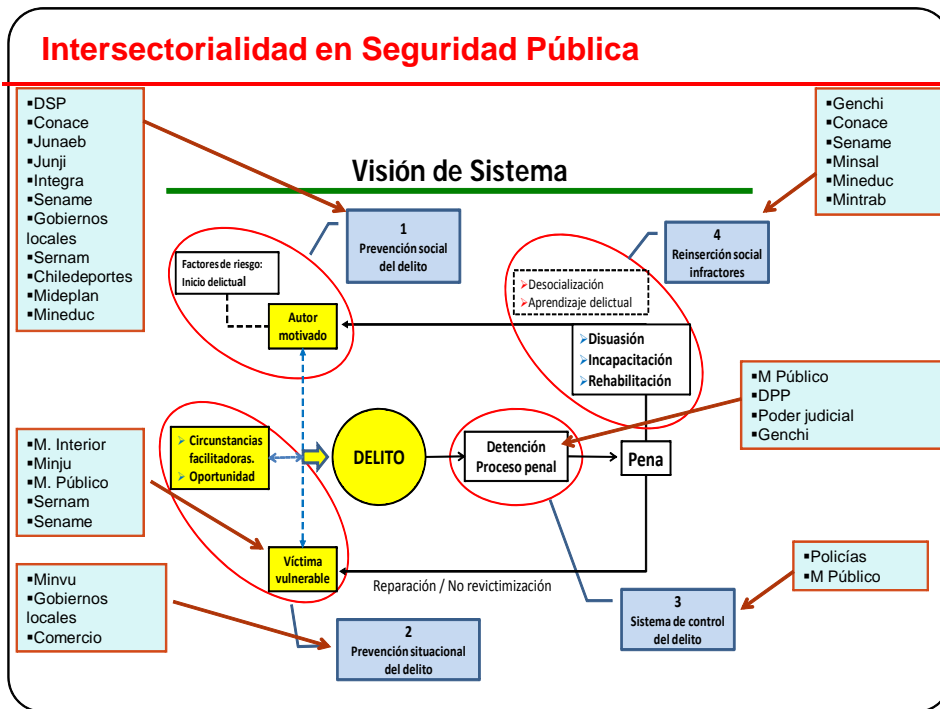 Intersectorialidad en Seguridad Pública
▪DSP
▪Conace
▪Junaeb
▪Junji
▪Integra
▪Sename
▪Gobiernos
locales
▪Sernam
▪Chiledeportes
▪Mideplan
▪Mineduc
▪Genchi
▪Conace
▪Sename
▪Minsal
▪Mineduc
▪Mintrab
Visión de Sistema
1
Prevención social
del delito
4
Reinserción social
infractores
Factores de riesgo:
Inicio delictual
➢Desocialización
➢Aprendizaje delictual
Autor
motivado
➢Disuasión
➢Incapacitación
➢Rehabilitación
▪M Público
▪DPP
▪Poder judicial
▪Genchi
▪M. Interior
▪Minju
▪M. Público
▪Sernam
▪Sename
➢ Circunstancias
facilitadoras.
➢ Oportunidad
DELITO
Detención
Proceso penal
Pena
Víctima
vulnerable
Reparación / No revictimización
▪Policías
▪M Público
▪Minvu
▪Gobiernos
locales
▪Comercio
2
Prevención situacional
del delito
3
Sistema de control
del delito